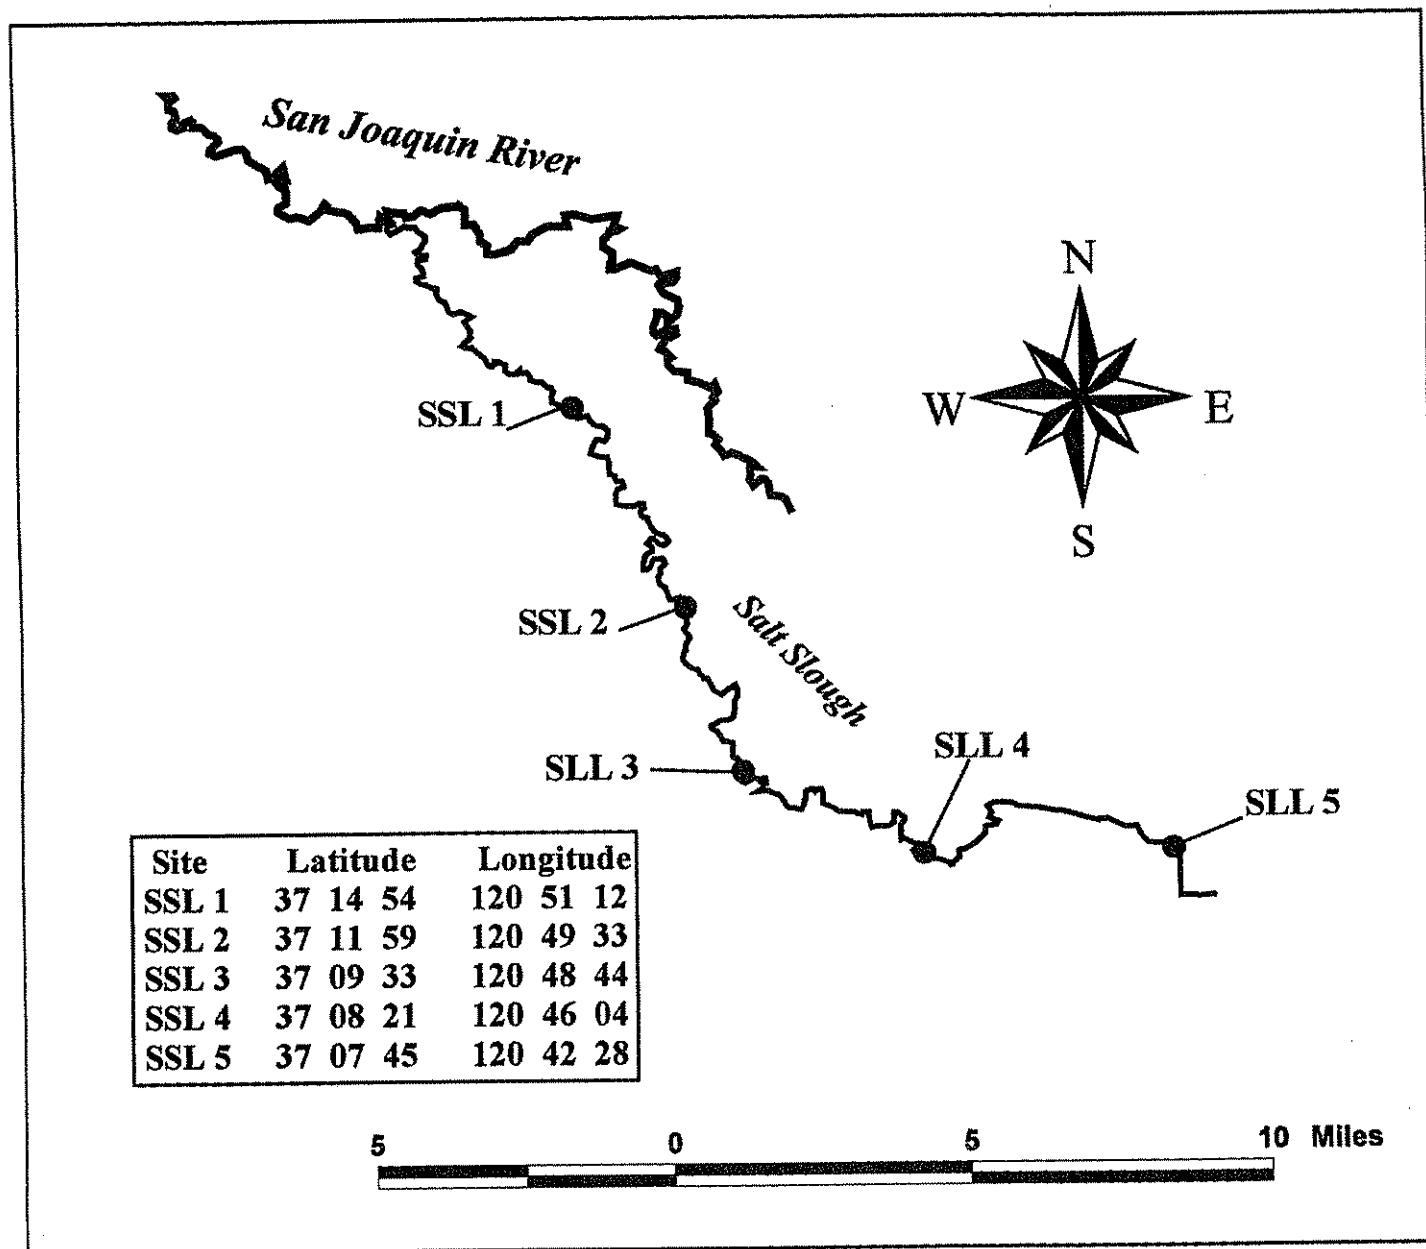 San Joaquin River
N
W
E
S
SSL 1
SSL 2
Salt Slough
SLL 3
SLL 4
SLL 5
Site Latitude Longitude
SSL 1 37 14 54 120 51 12
SSL 2 37 11 59 120 49 33
SSL 3 37 09 33 120 48 44
SSL 4 37 08 21 120 46 04
SSL 5 37 07 45 120 42 28
5 0 5 10 Miles